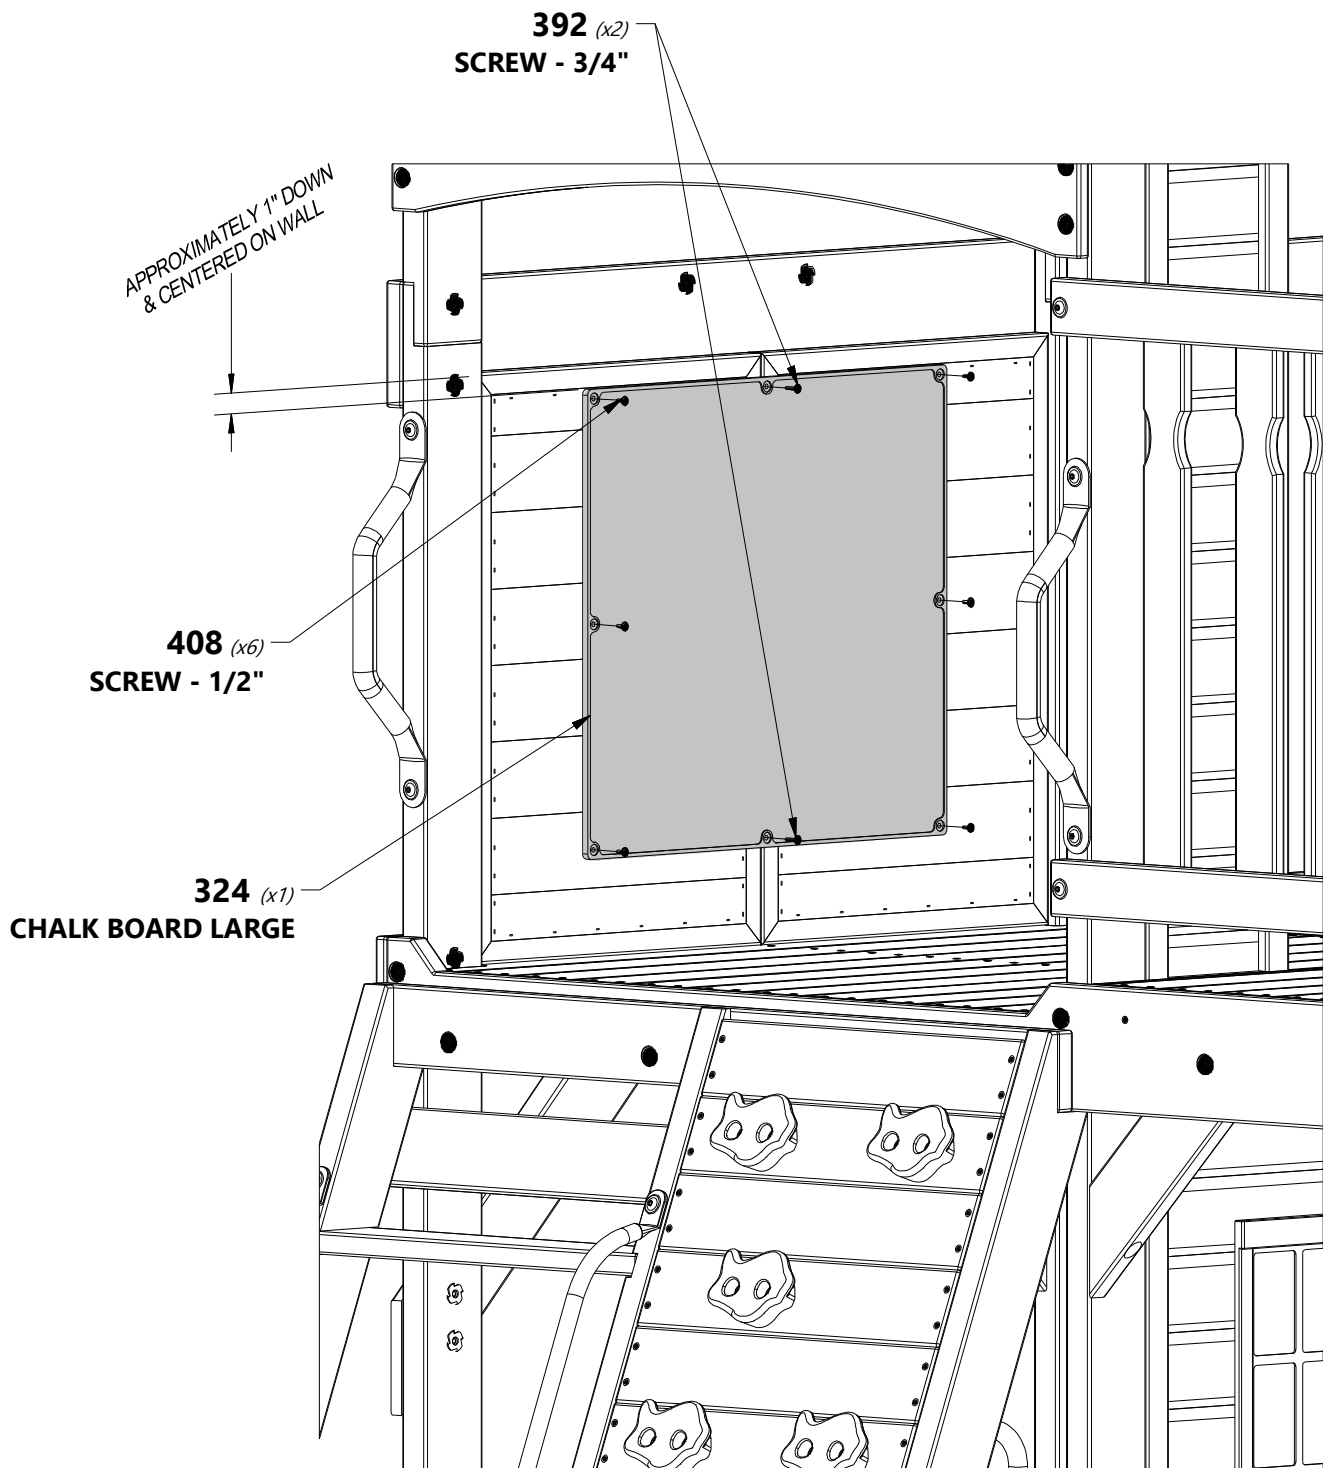 392 (x2)
SCREW - 3/4"
APPROXIMATELY 1" DOWN
& CENTERED ON WALL
408 (x6)
SCREW - 1/2"
324 (x1)
CHALK BOARD LARGE